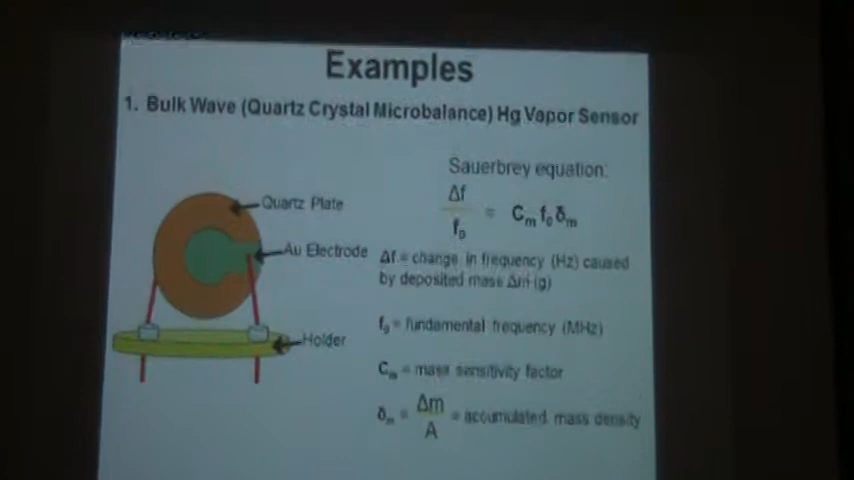 Examples
1. Bulk Wave (Quartz Crystal Microbalance) Hg Vapor Sensor
Quartz Plate
Au Electrode
Holder
Sauerbrey equation:
Δf
f₀
= Cₘ f₀ δₘ
Δf = change in frequency (Hz) caused
by deposited mass Δm (g)
f₀ = fundamental frequency (MHz)
Cₘ = mass sensitivity factor
δₘ = Δm
A
= accumulated mass density